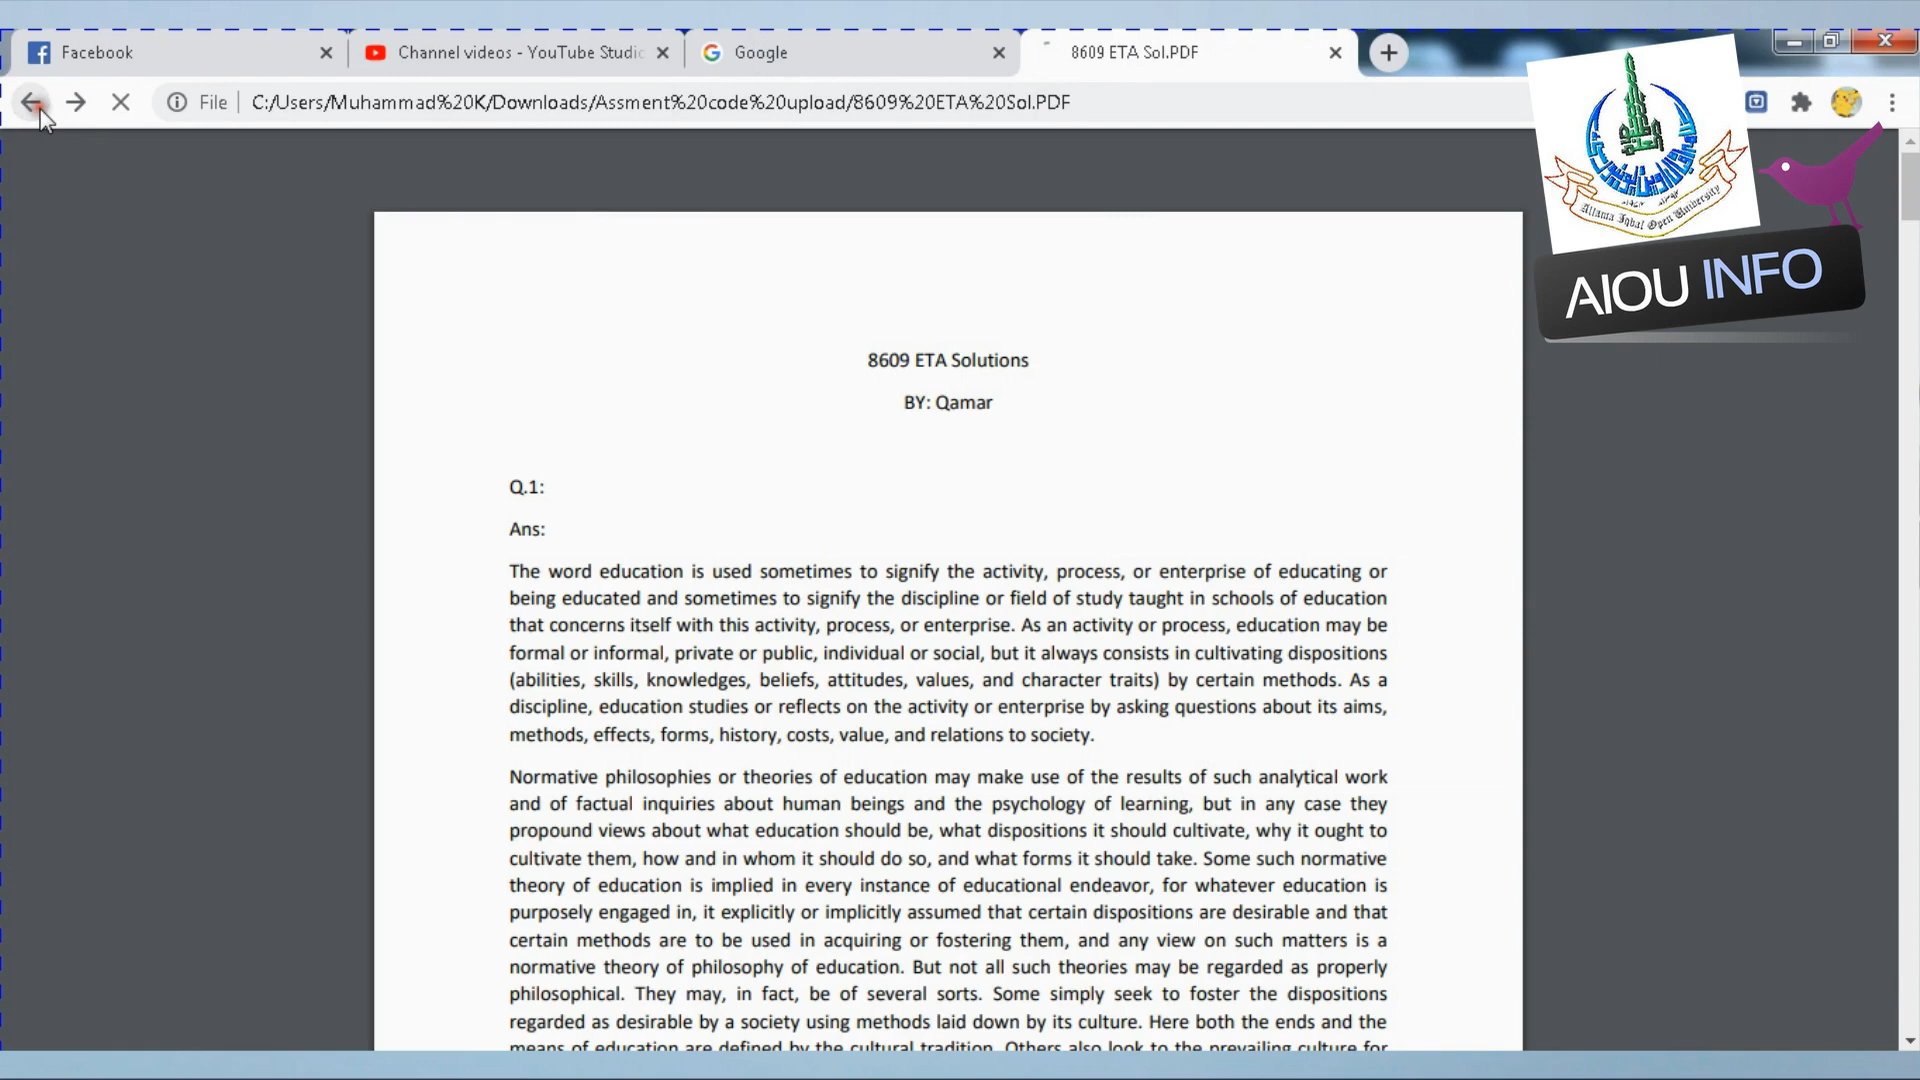 Facebook
Channel videos - YouTube Studio
Google
8609 ETA Sol.PDF
File
C:/Users/Muhammad%20K/Downloads/Assment%20code%20upload/8609%20ETA%20Sol.PDF
Allama Iqbal Open University
AIOU INFO
8609 ETA Solutions
BY: Qamar
Q.1:
Ans:
The word education is used sometimes to signify the activity, process, or enterprise of educating or
being educated and sometimes to signify the discipline or field of study taught in schools of education
that concerns itself with this activity, process, or enterprise. As an activity or process, education may be
formal or informal, private or public, individual or social, but it always consists in cultivating dispositions
(abilities, skills, knowledges, beliefs, attitudes, values, and character traits) by certain methods. As a
discipline, education studies or reflects on the activity or enterprise by asking questions about its aims,
methods, effects, forms, history, costs, value, and relations to society.
Normative philosophies or theories of education may make use of the results of such analytical work
and of factual inquiries about human beings and the psychology of learning, but in any case they
propound views about what education should be, what dispositions it should cultivate, why it ought to
cultivate them, how and in whom it should do so, and what forms it should take. Some such normative
theory of education is implied in every instance of educational endeavor, for whatever education is
purposely engaged in, it explicitly or implicitly assumed that certain dispositions are desirable and that
certain methods are to be used in acquiring or fostering them, and any view on such matters is a
normative theory of philosophy of education. But not all such theories may be regarded as properly
philosophical. They may, in fact, be of several sorts. Some simply seek to foster the dispositions
regarded as desirable by a society using methods laid down by its culture. Here both the ends and the
means of education are defined by the cultural tradition. Others also look to the prevailing culture for